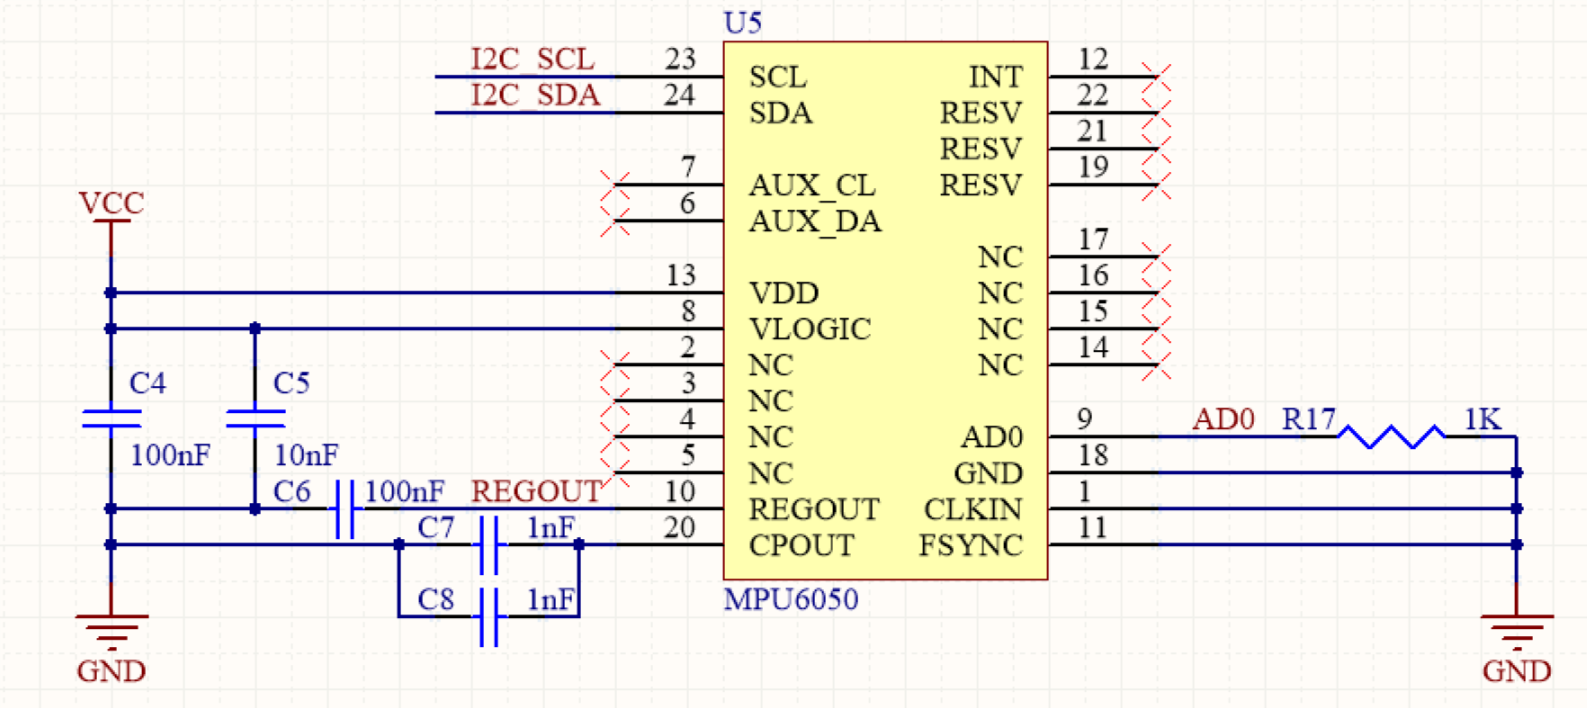 U5
I2C_SCL 23 SCL INT 12
I2C_SDA 24 SDA RESV 22
RESV 21
7 AUX_CL RESV 19
6 AUX_DA
VCC
NC 17
13 VDD NC 16
8 VLOGIC NC 15
2 NC NC 14
C4 C5
3 NC
4 NC AD0 9 AD0 R17 1K
100nF 10nF
5 NC GND 18
C6 100nF REGOUT 10 REGOUT CLKIN 1
C7 1nF 20 CPOUT FSYNC 11
C8 1nF
MPU6050
GND GND